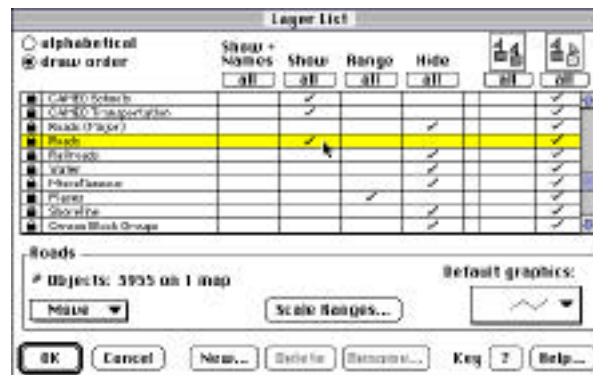 Layer List
alphabetical
draw order
Show + Names Show Range Hide
all all all all all all
CAMEO Schools
CAMEO Transportation
Roads (Major)
Roads
Railroads
Water
Miscellaneous
Places
Shoreline
Census Block Groups
Roads
# Objects: 5955 on 1 map
Default graphics:
Move
Scale Ranges...
OK Cancel New... Delete Rename... Key ? Help...